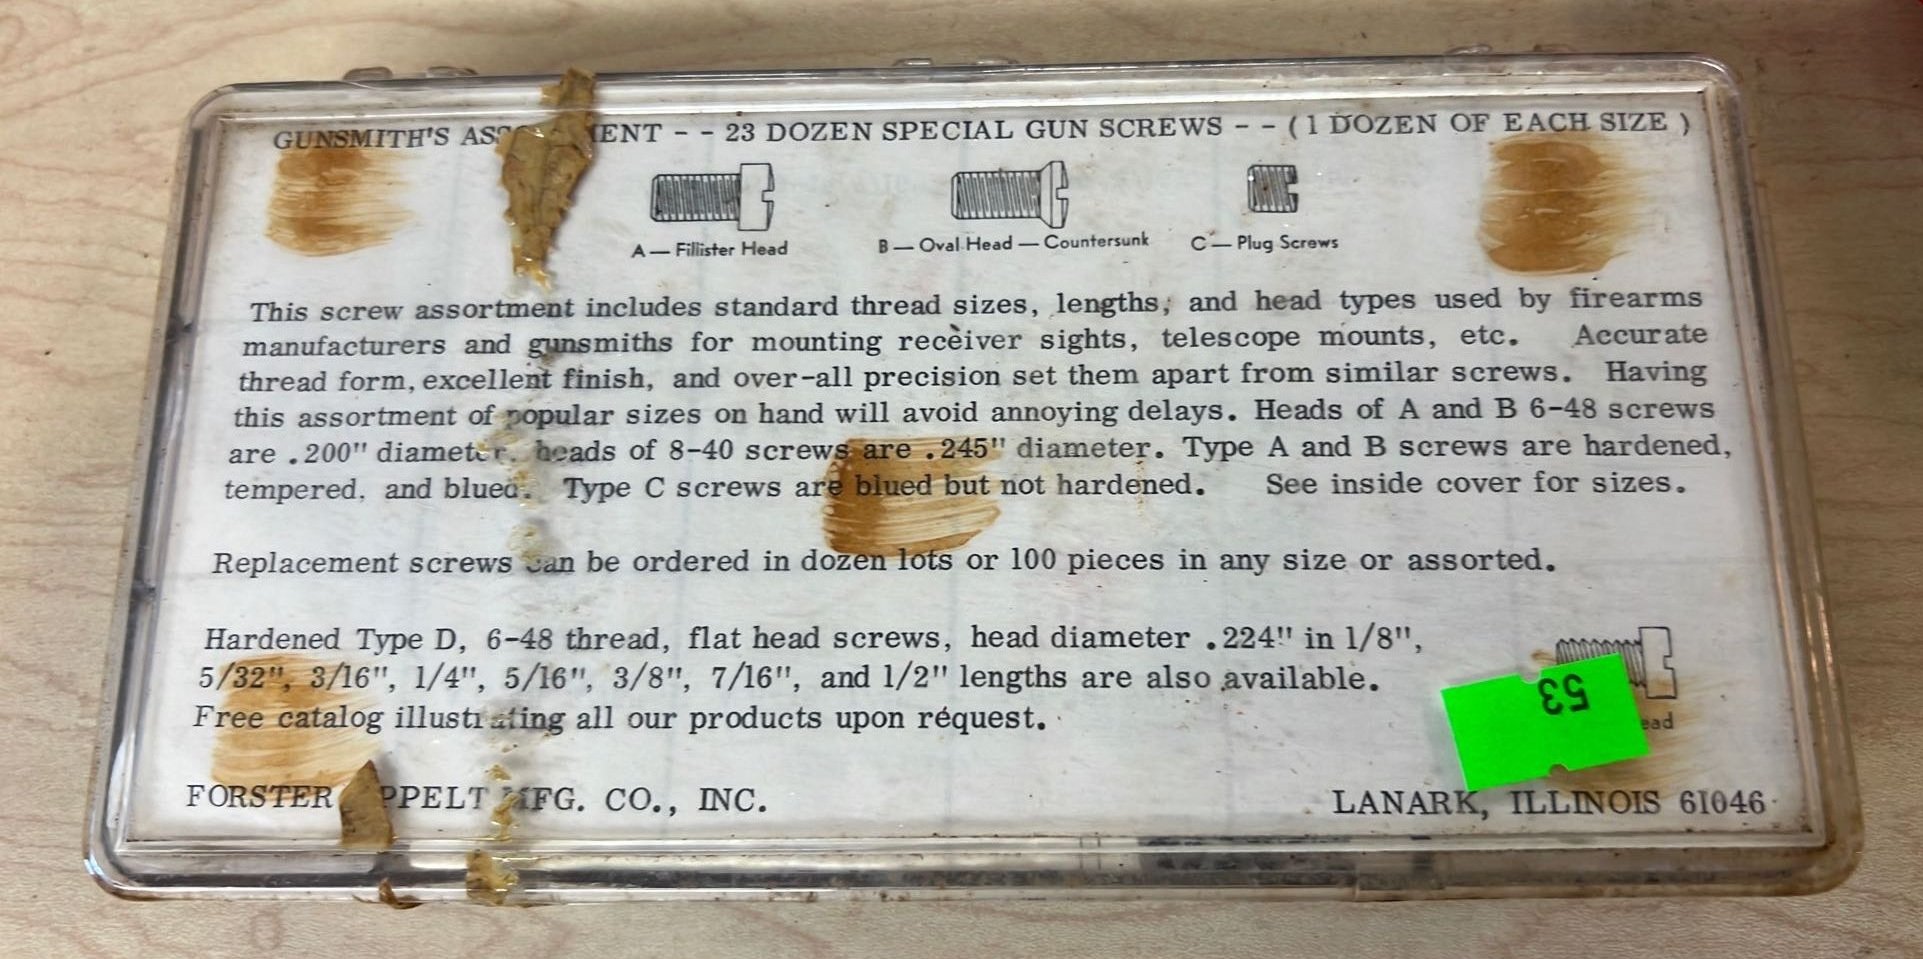 GUNSMITH'S - - 23 DOZEN SPECIAL GUN SCREWS - - ( 1 DOZEN OF EACH SIZE )
A — Fillister Head
B — Oval Head — Countersunk
C — Plug Screws
This screw assortment includes standard thread sizes, lengths, and head types used by firearms
manufacturers and gunsmiths for mounting receiver sights, telescope mounts, etc. Accurate
thread form, excellent finish, and over-all precision set them apart from similar screws. Having
this assortment of popular sizes on hand will avoid annoying delays. Heads of A and B 6-48 screws
are .200" diameter. heads of 8-40 screws are .245" diameter. Type A and B screws are hardened,
tempered, and blued. Type C screws are blued but not hardened. See inside cover for sizes.
Replacement screws can be ordered in dozen lots or 100 pieces in any size or assorted.
Hardened Type D, 6-48 thread, flat head screws, head diameter .224" in 1/8",
5/32", 3/16", 1/4", 5/16", 3/8", 7/16", and 1/2" lengths are also available.
Free catalog illustrating all our products upon request.
53
FORSTER MFG. CO., INC.
LANARK, ILLINOIS 61046